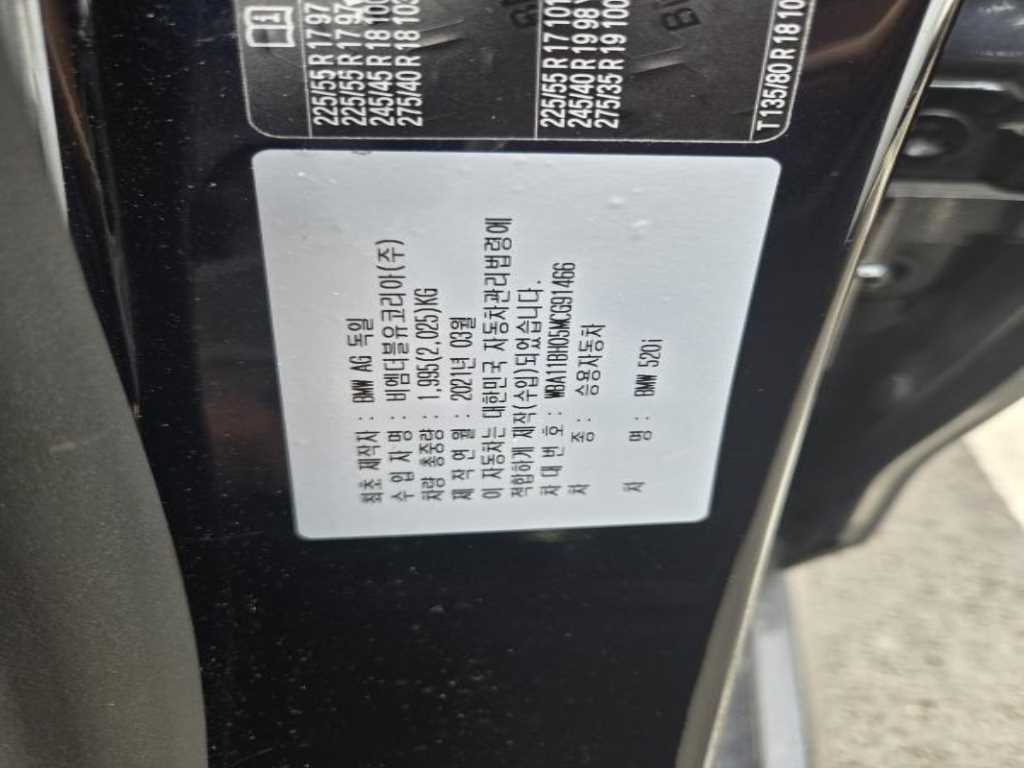 225/55 R 17 97
225/55 R 17 97
245/45 R 18 100
275/40 R 18 103
225/55 R 17 101
245/40 R 19 98
275/35 R 19 100
T 135/80 R 18 10
최초 제작자 : BMW AG 독일
수 입 자 명 : 비엠더블유코리아(주)
차량 총중량 : 1,995(2,025)KG
제 작 연 월 : 2021년 03월
이 자동차는 대한민국 자동차관리법령에
적합하게 제작(수입)되었습니다.
차 대 번 호 : WBA11BH05MCG91466
차 종 : 승용자동차
차 명 : BMW 520i